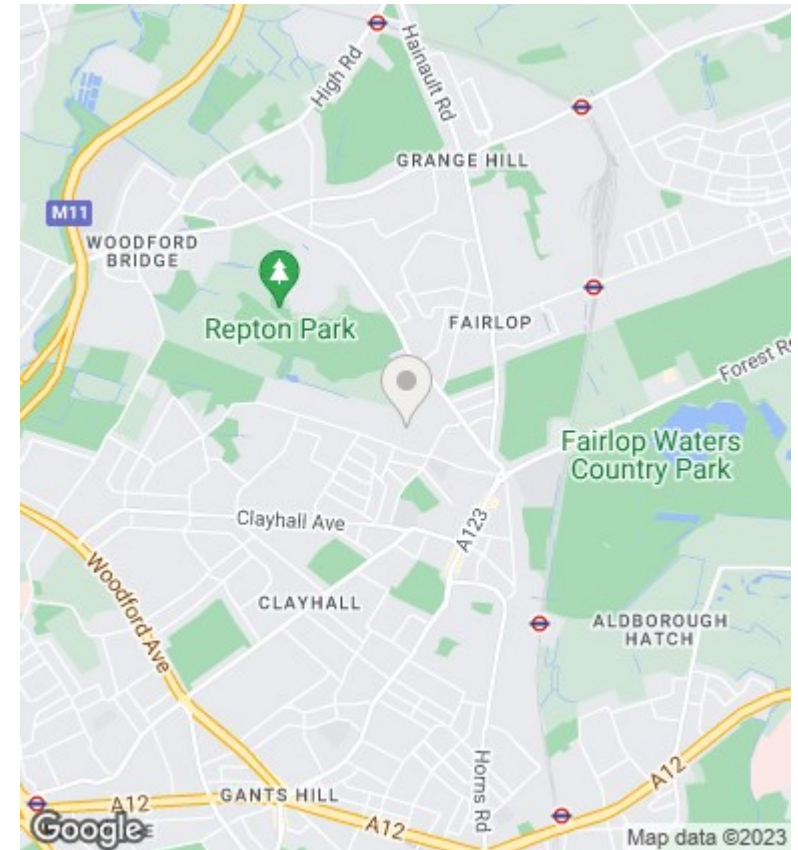 High Rd
Hainault Rd
GRANGE HILL
M11
WOODFORD
BRIDGE
Repton Park
FAIRLOP
Forest Rd
Fairlop Waters
Country Park
Clayhall Ave
A123
Woodford Ave
CLAYHALL
ALDBOROUGH
HATCH
Horns Rd
A12
A12
GANTS HILL
A12
Google
Map data ©2023